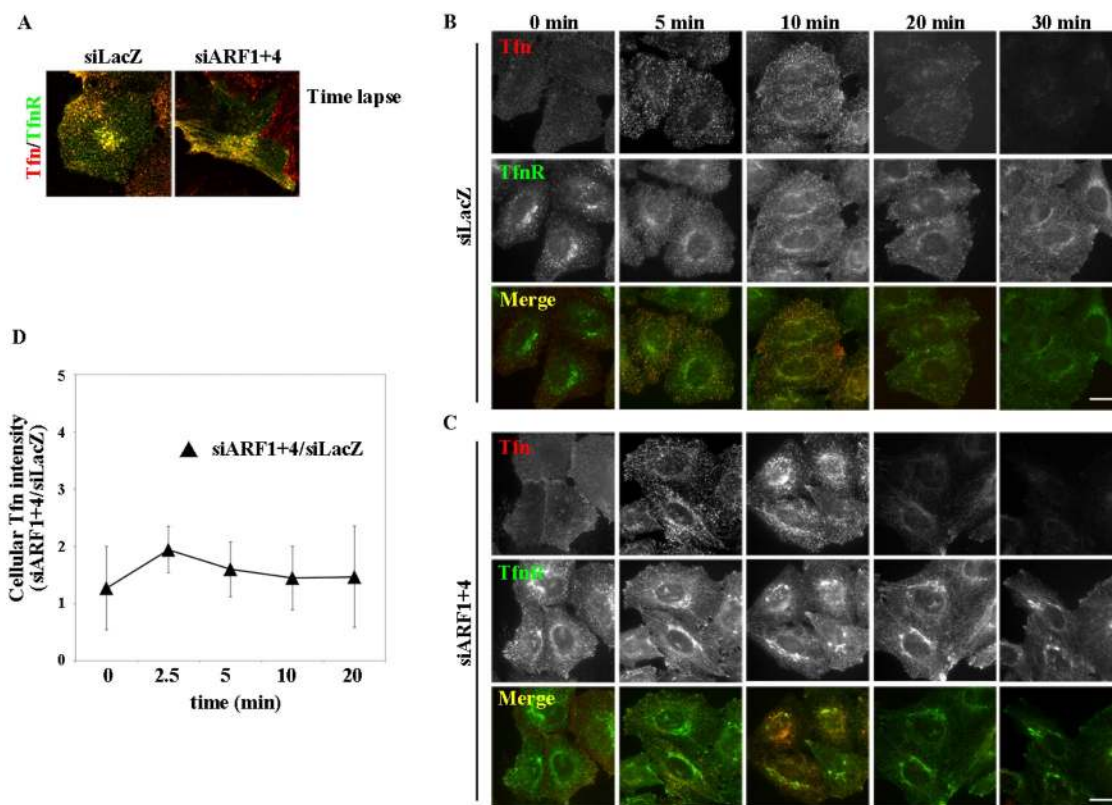 A
siLacZ
siARF1+4
Tfn/TfnR
Time lapse
B
0 min
5 min
10 min
20 min
30 min
siLacZ
Tfn
TfnR
Merge
C
siARF1+4
Tfn
TfnR
Merge
D
Cellular Tfn intensity
(siARF1+4/siLacZ)
5
4
3
2
1
0
siARF1+4/siLacZ
0
2.5
5
10
20
time (min)